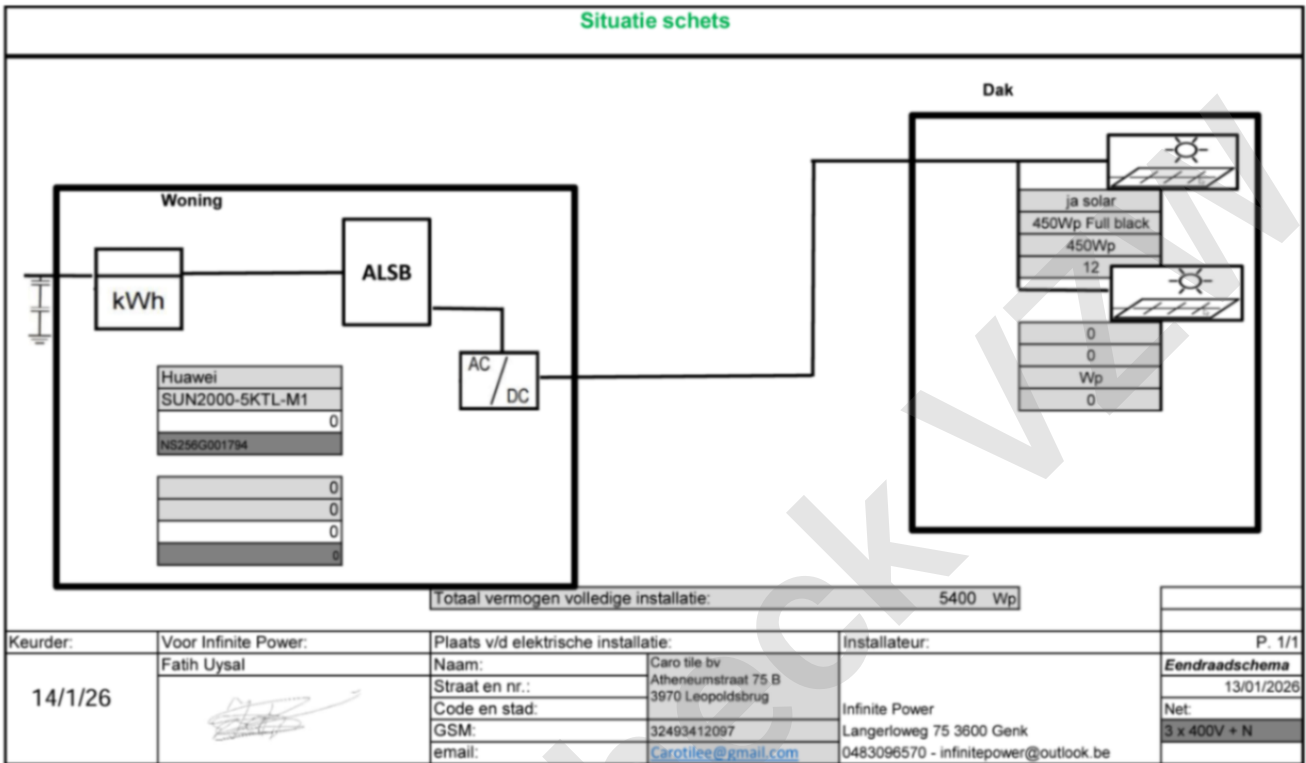 Situatie schets
Dak
ja solar
450Wp Full black
450Wp
12
0
0
Wp
0
Woning
kWh
ALSB
AC
/ DC
Huawei
SUN2000-5KTL-M1
0
NS256G001794
0
0
0
0
Totaal vermogen volledige installatie: 5400 Wp
Keurder: Voor Infinite Power: Plaats v/d elektrische installatie: Installateur: P. 1/1
Fatih Uysal Naam: Caro tile bv Eendraadschema
14/1/26 Straat en nr.: Atheneumstraat 75 B 13/01/2026
Code en stad: 3970 Leopoldsbrug Infinite Power Net:
GSM: 32493412097 Langerloweg 75 3600 Genk 3 x 400V + N
email: Carotilee@gmail.com 0483096570 - infinitepower@outlook.be
heck VZW